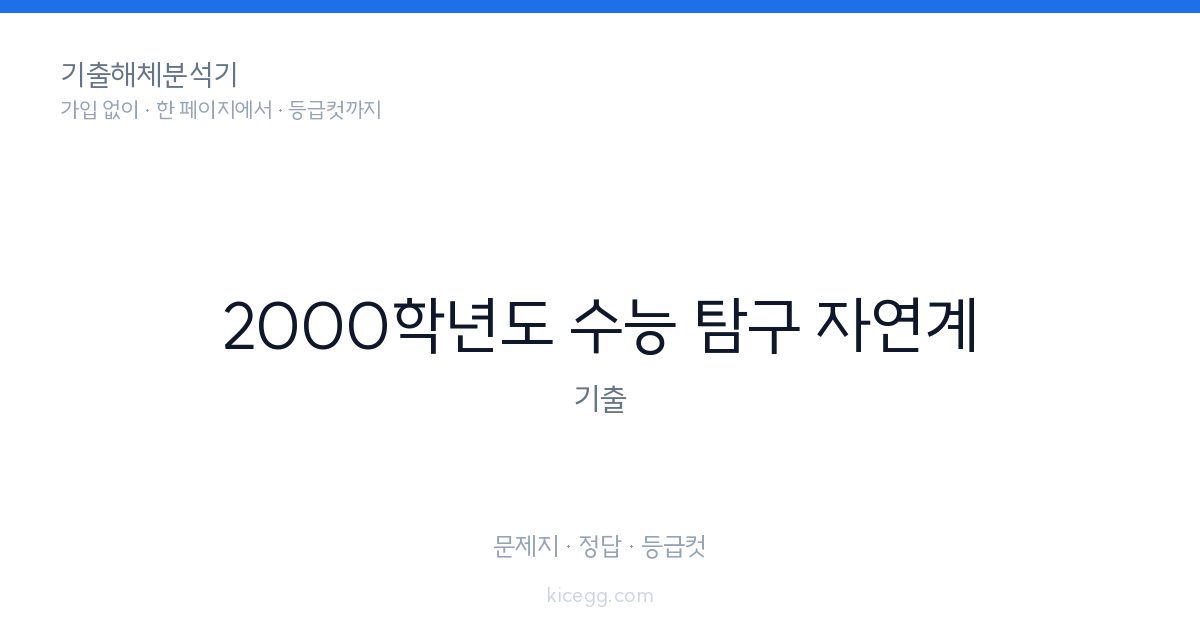 기출해체분석기
가입 없이 · 한 페이지에서 · 등급컷까지
2000학년도 수능 탐구 자연계
기출
문제지 · 정답 · 등급컷
kicegg.com